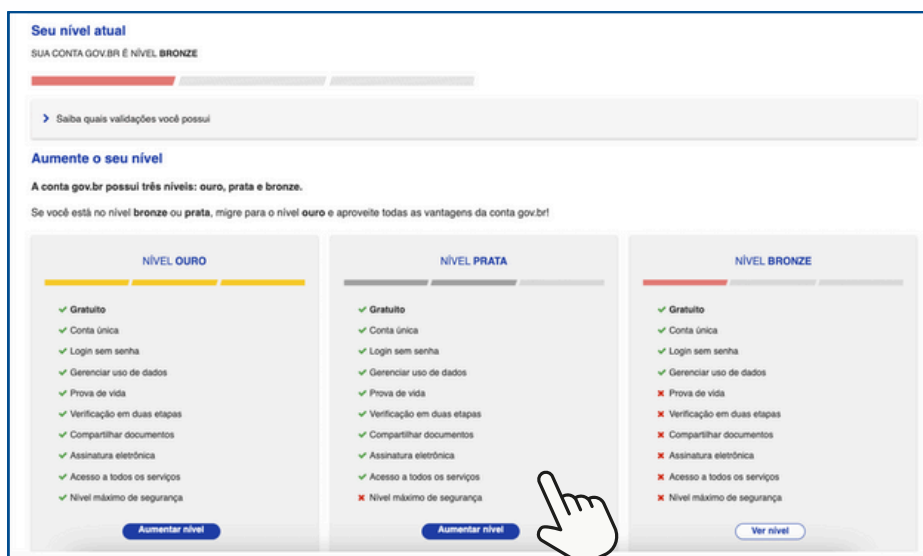 Seu nível atual
SUA CONTA GOV.BR É NÍVEL BRONZE
Saiba quais validações você possui
Aumente o seu nível
A conta gov.br possui três níveis: ouro, prata e bronze.
Se você está no nível bronze ou prata, migre para o nível ouro e aproveite todas as vantagens da conta gov.br!
NÍVEL OURO
Gratuito
Conta única
Login sem senha
Gerenciar uso de dados
Prova de vida
Verificação em duas etapas
Compartilhar documentos
Assinatura eletrônica
Acesso a todos os serviços
Nível máximo de segurança
Aumentar nível
NÍVEL PRATA
Gratuito
Conta única
Login sem senha
Gerenciar uso de dados
Prova de vida
Verificação em duas etapas
Compartilhar documentos
Assinatura eletrônica
Acesso a todos os serviços
Nível máximo de segurança
Aumentar nível
NÍVEL BRONZE
Gratuito
Conta única
Login sem senha
Gerenciar uso de dados
Prova de vida
Verificação em duas etapas
Compartilhar documentos
Assinatura eletrônica
Acesso a todos os serviços
Nível máximo de segurança
Ver nível